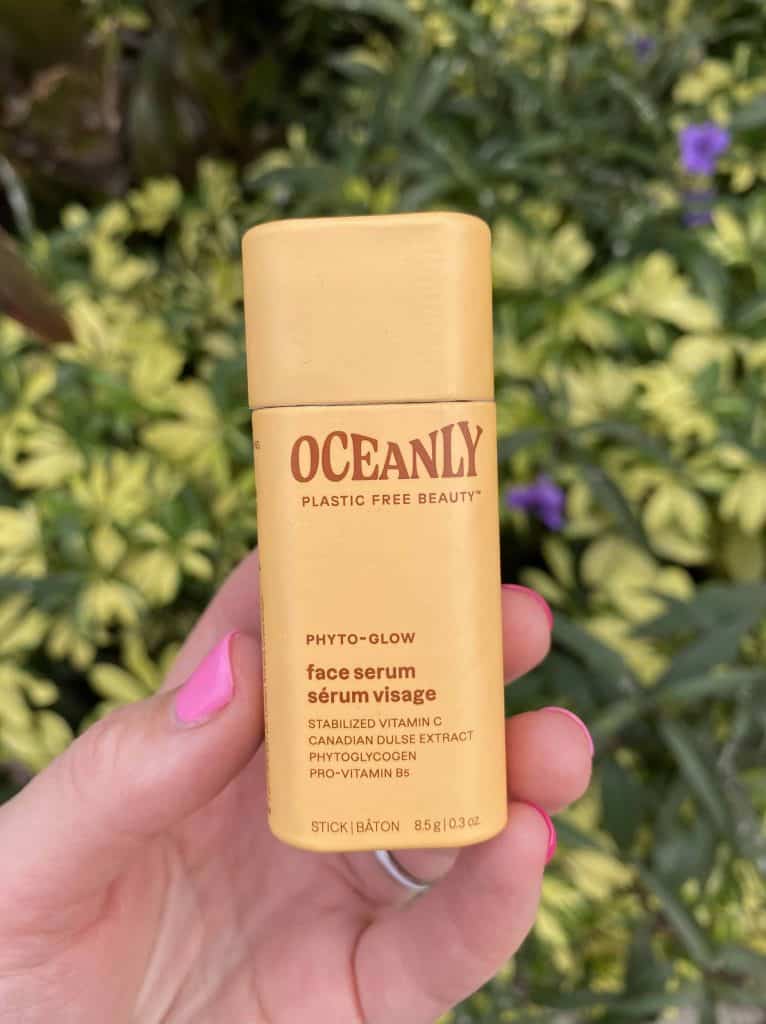 OCEANLY
PLASTIC FREE BEAUTY™
PHYTO-GLOW
face serum
sérum visage
STABILIZED VITAMIN C
CANADIAN DULSE EXTRACT
PHYTOGLYCOGEN
PRO-VITAMIN B5
STICK | BÂTON 8.5 g | 0.3 oz.